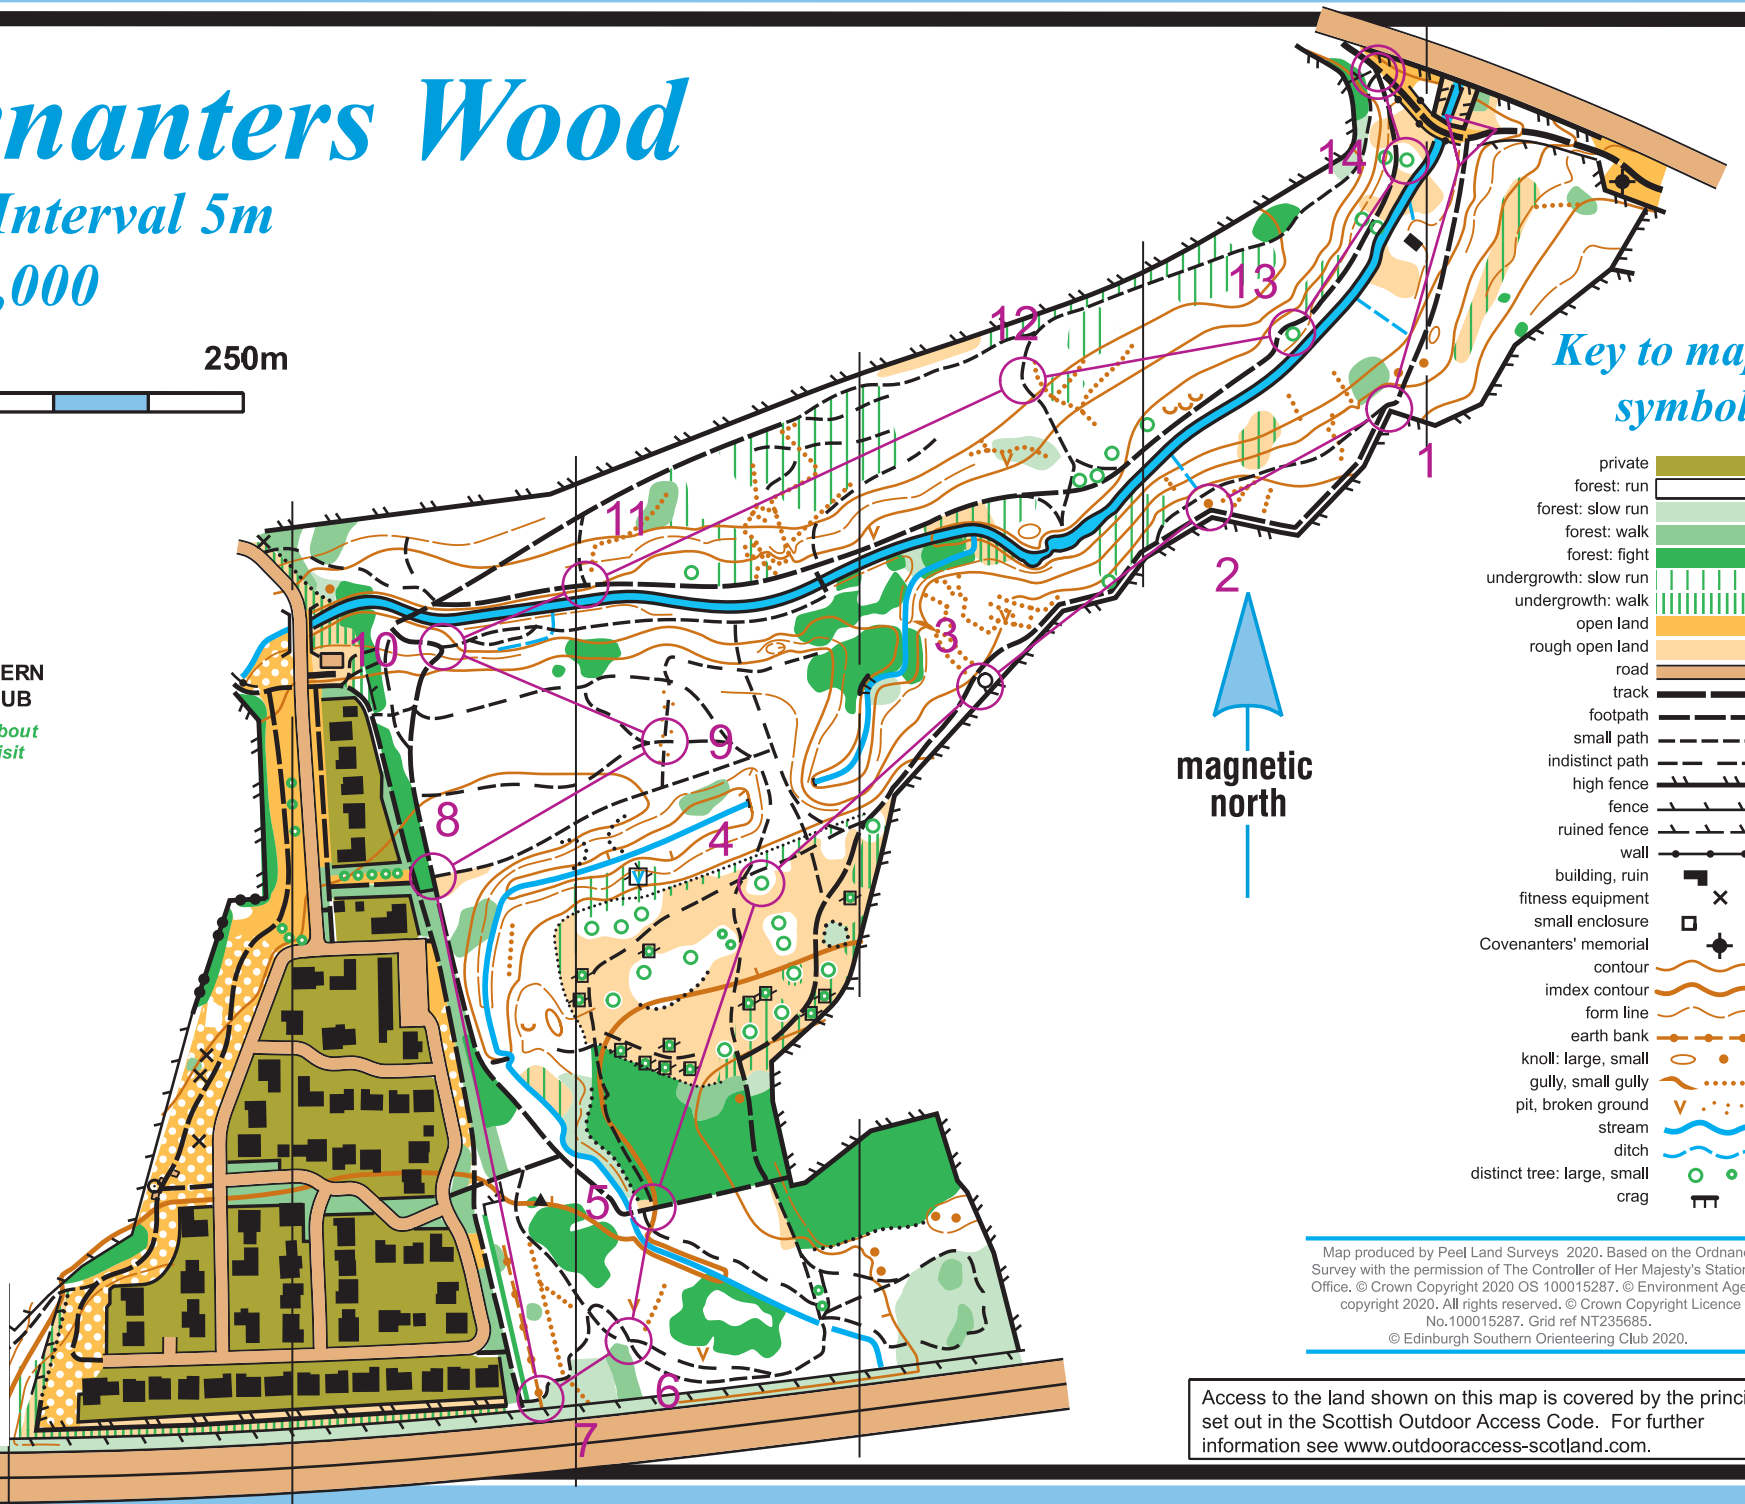 nanters Wood
Interval 5m
,000
250m
ERN
UB
bout
isit
14
13
12
11
10
1
2
3
9
8
4
5
6
7
magnetic
north
Key to ma
symbol
private
forest: run
forest: slow run
forest: walk
forest: fight
undergrowth: slow run
undergrowth: walk
open land
rough open land
road
track
footpath
small path
indistinct path
high fence
fence
ruined fence
wall
building, ruin
fitness equipment
small enclosure
Covenanters' memorial
contour
imdex contour
form line
earth bank
knoll: large, small
gully, small gully
pit, broken ground
stream
ditch
distinct tree: large, small
crag
Map produced by Peel Land Surveys 2020. Based on the Ordnan
Survey with the permission of The Controller of Her Majesty's Station
Office. © Crown Copyright 2020 OS 100015287. © Environment Age
copyright 2020. All rights reserved. © Crown Copyright Licence
No.100015287. Grid ref NT235685.
© Edinburgh Southern Orienteering Club 2020.
Access to the land shown on this map is covered by the princi
set out in the Scottish Outdoor Access Code. For further
information see www.outdooraccess-scotland.com.